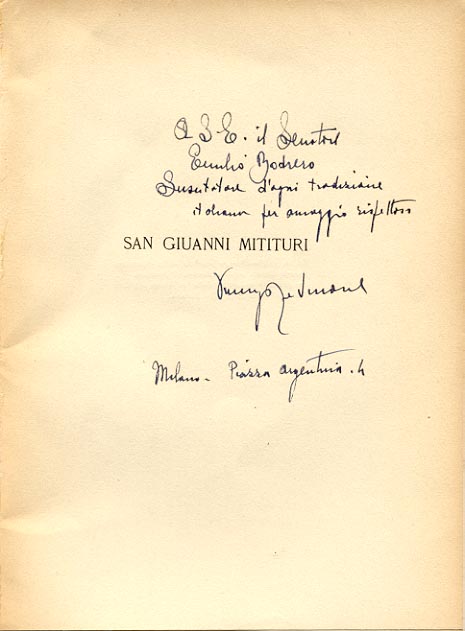 A S. E. il Senatore
Emilio Bodrero
Suscitatore d'ogni tradizione
italiana per omaggio rispettoso
SAN GIUANNI MITITURI
Milano - Piazza Argentina . 4